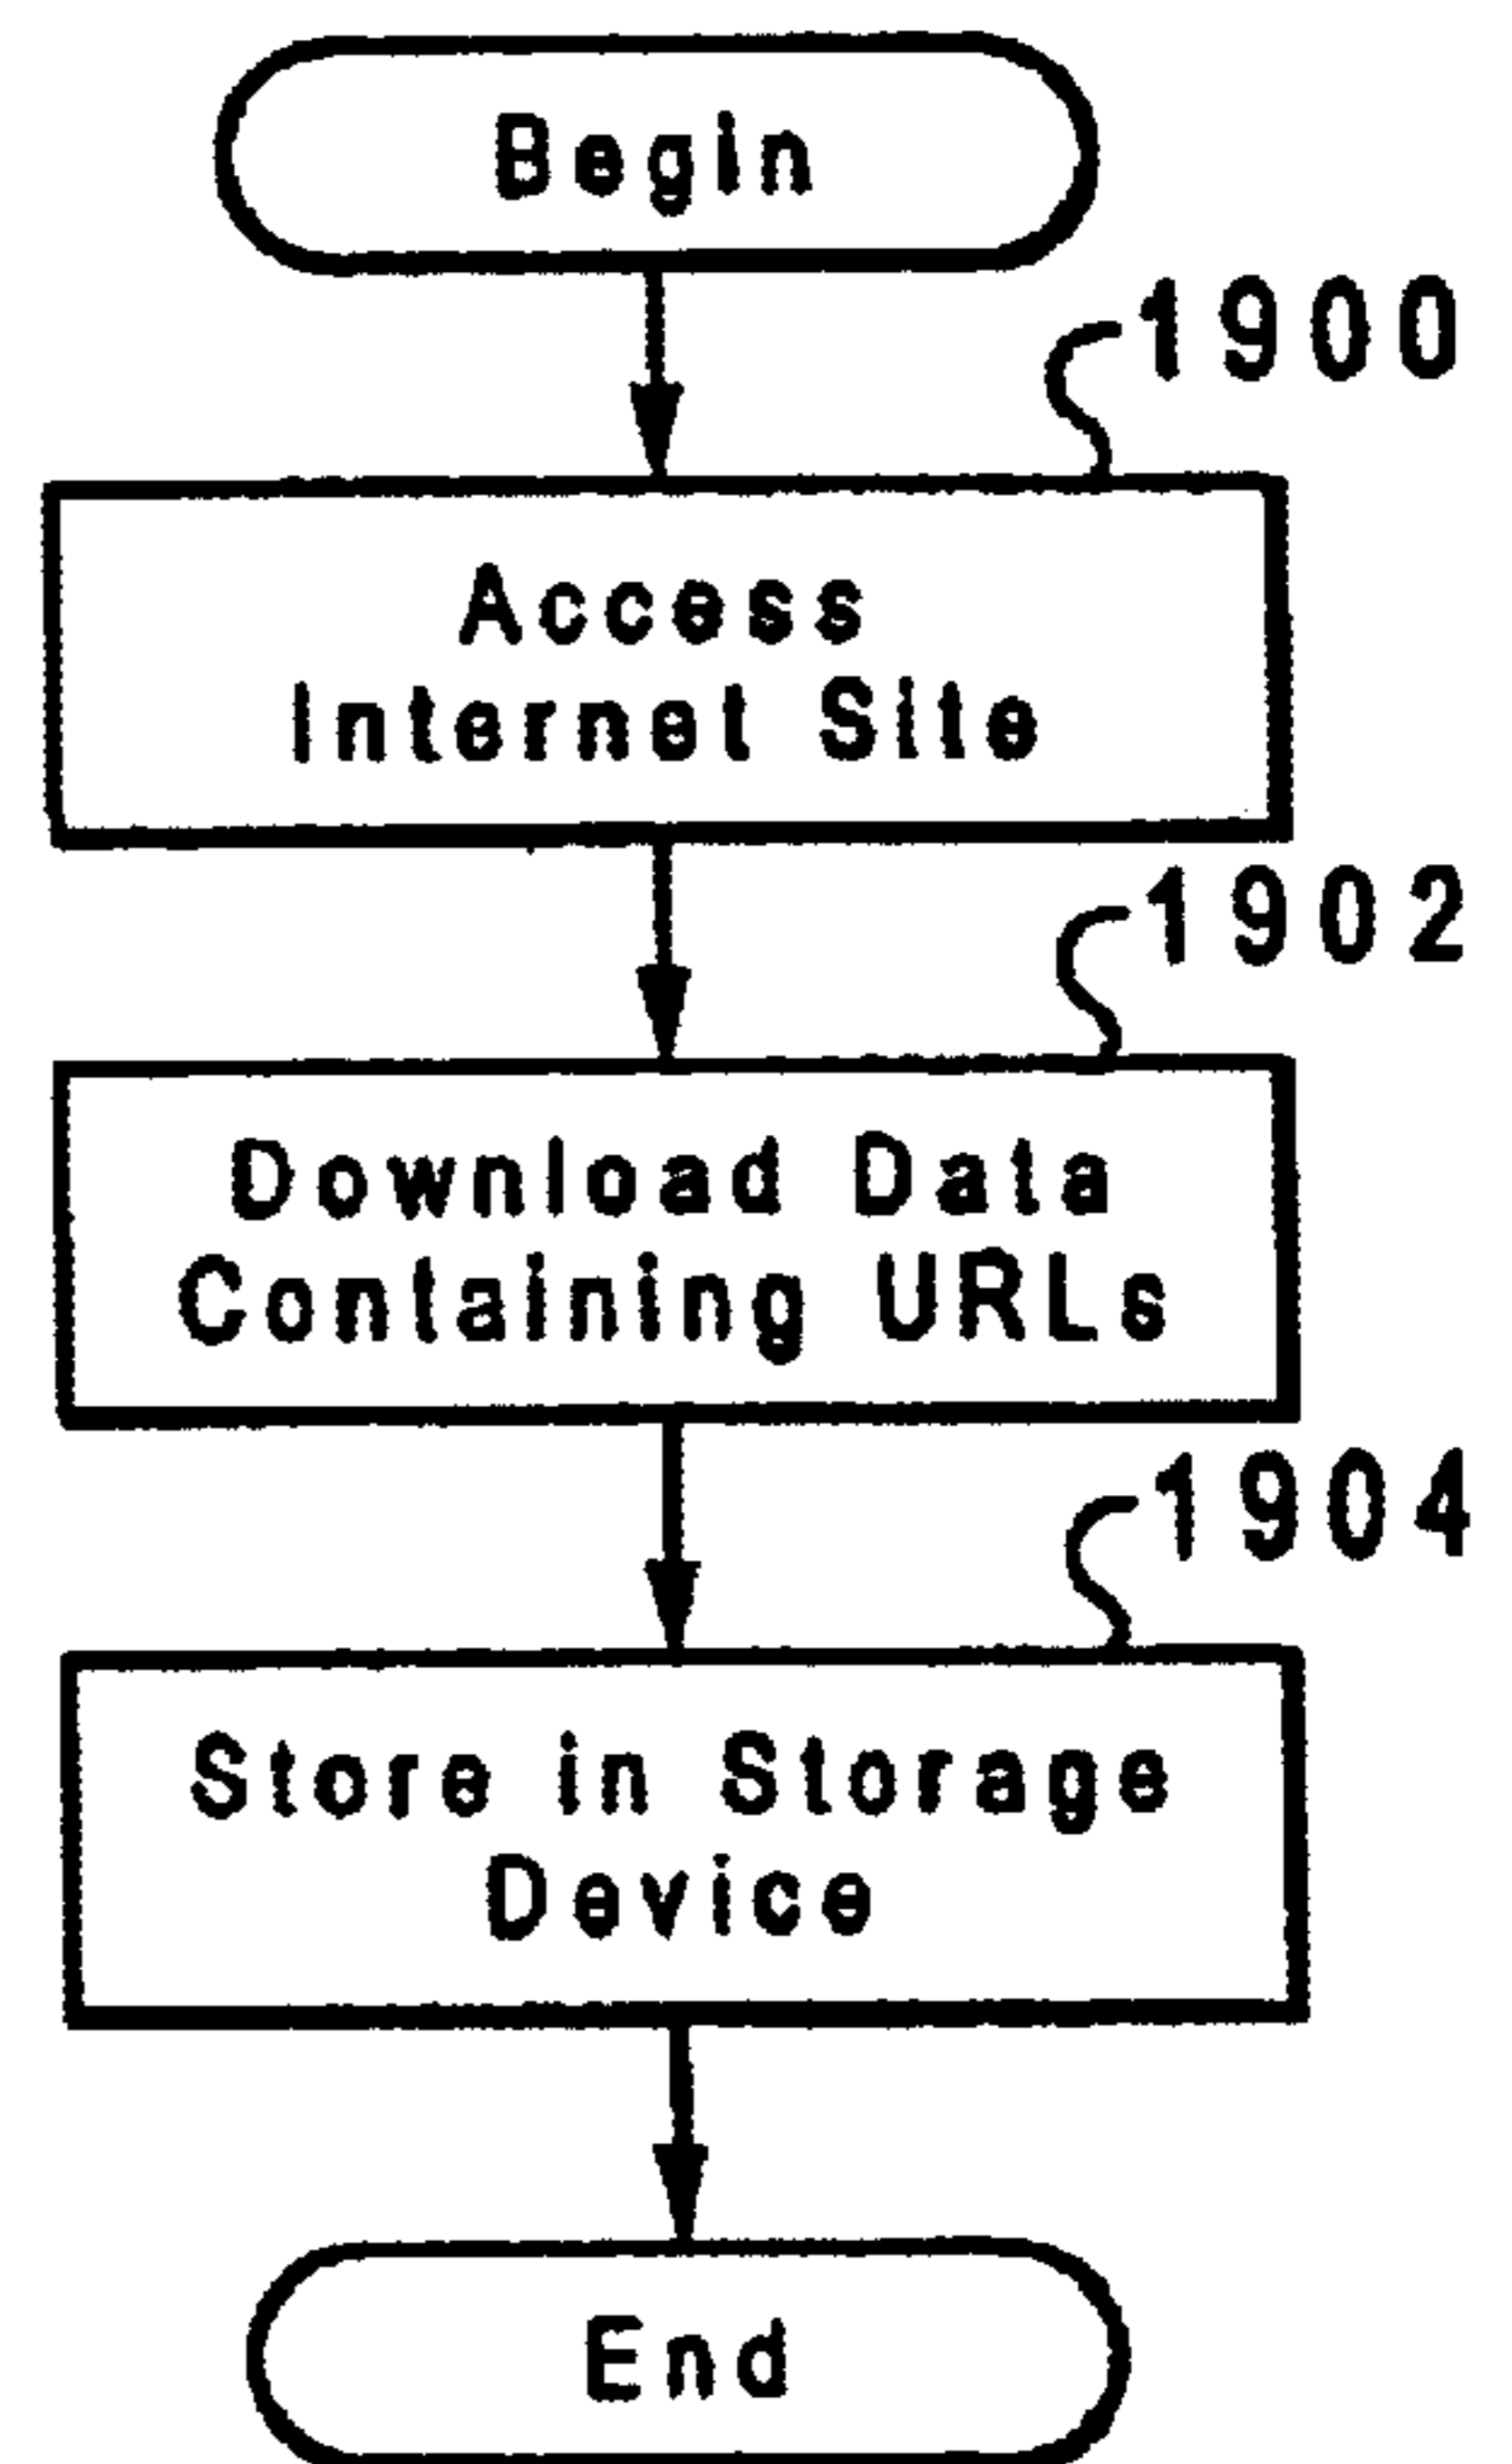 Begin
1900
Access
Internet Site
1902
Download Data
Containing URLs
1904
Store in Storage
Device
End